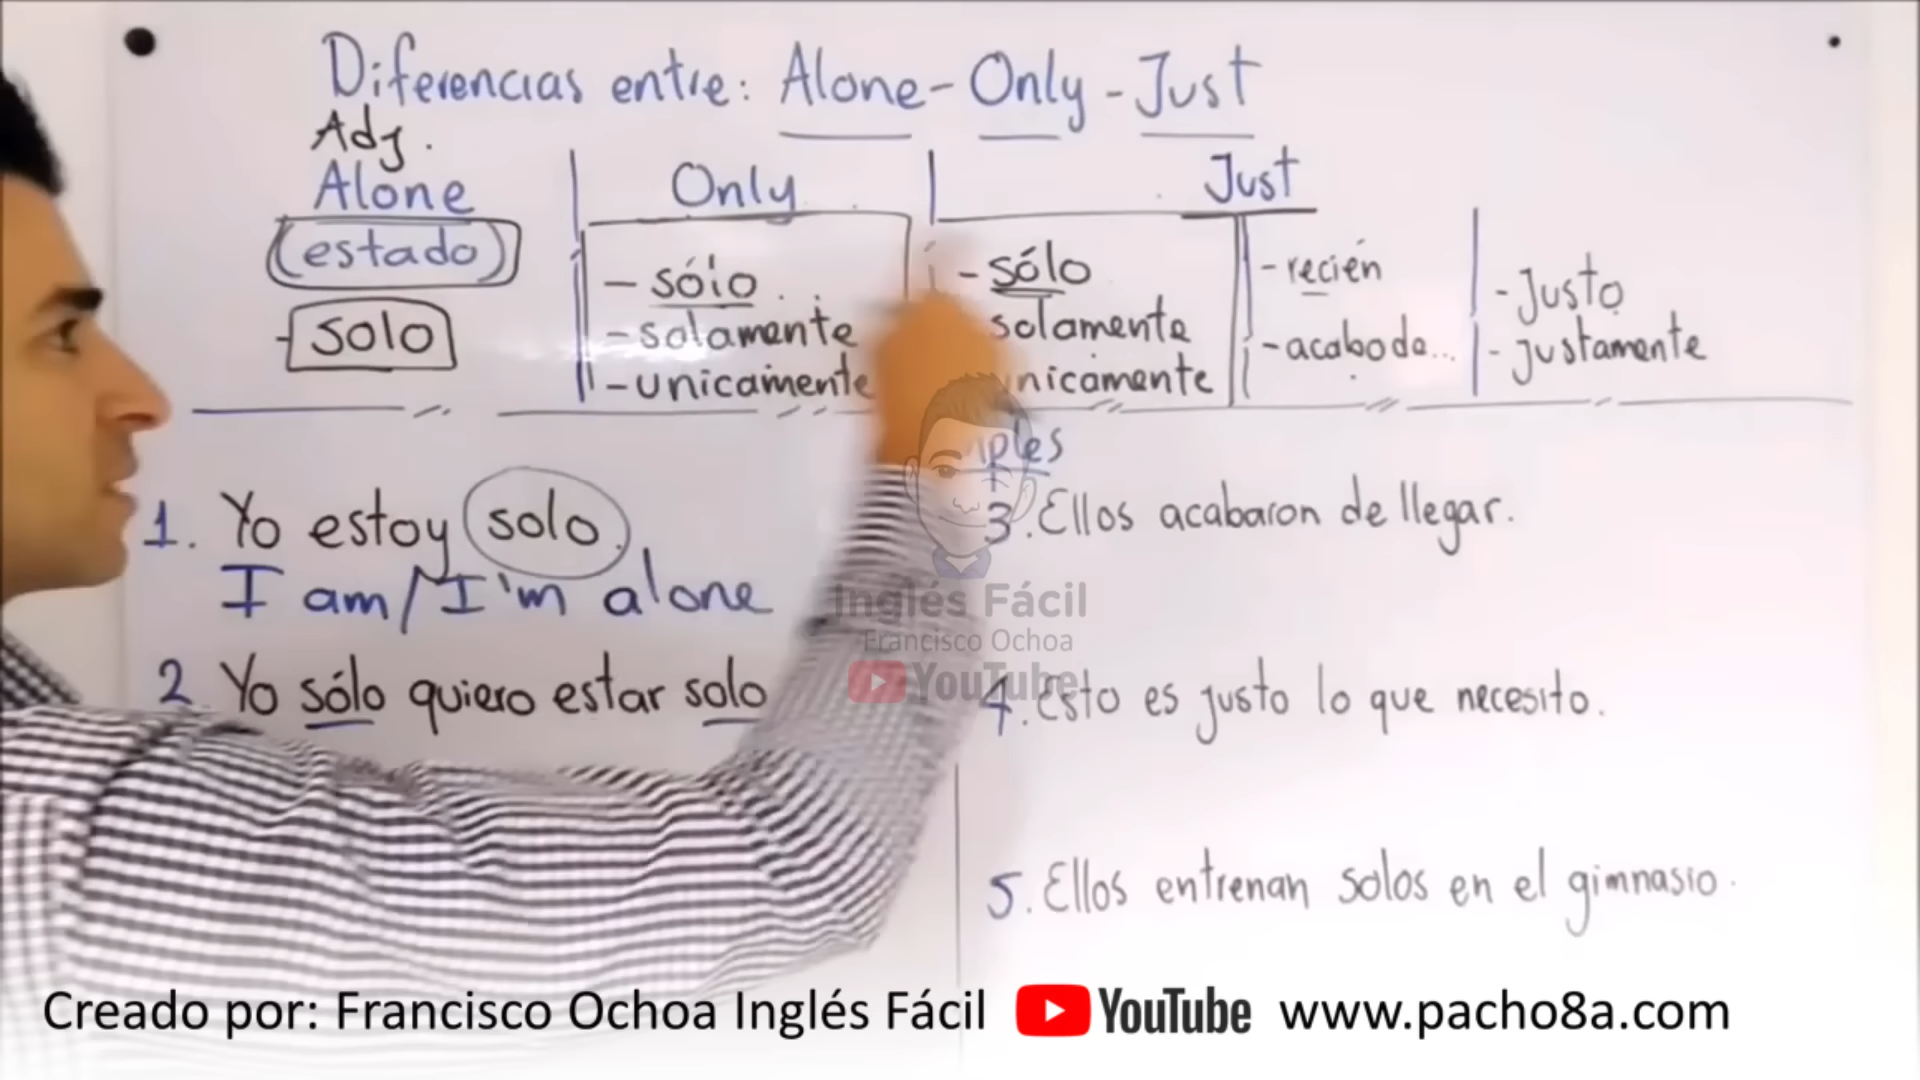 Diferencias entre: Alone - Only - Just
Adj.
Alone
(estado)
- solo
Only
- sólo
- solamente
- unicamente
Just
- sólo
solamente
unicamente
- recién
- acabo de...
- Justo
- Justamente
1. Yo estoy solo.
I am / I'm alone
2. Yo sólo quiero estar solo
3. Ellos acabaron de llegar.
4. Esto es justo lo que necesito.
5. Ellos entrenan solos en el gimnasio.
Inglés Fácil
Francisco Ochoa
YouTube
Creado por: Francisco Ochoa Inglés Fácil YouTube www.pacho8a.com